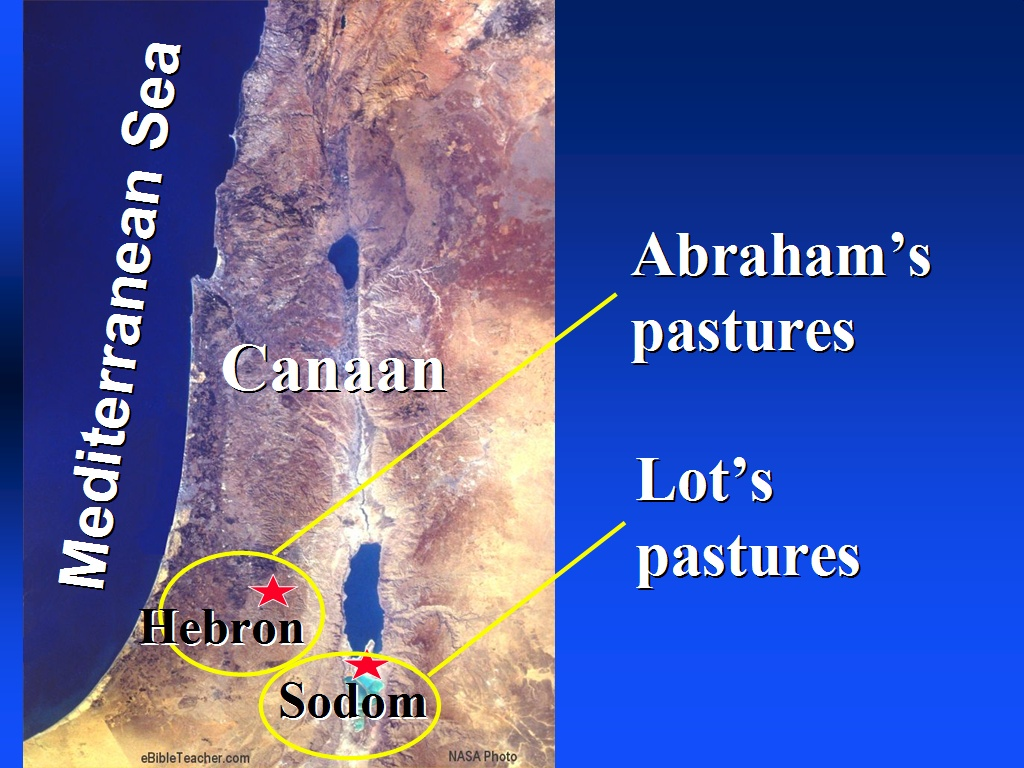 Mediterranean Sea
Canaan
Abraham’s
pastures
Lot’s
pastures
Hebron
Sodom
eBibleTeacher.com
NASA Photo